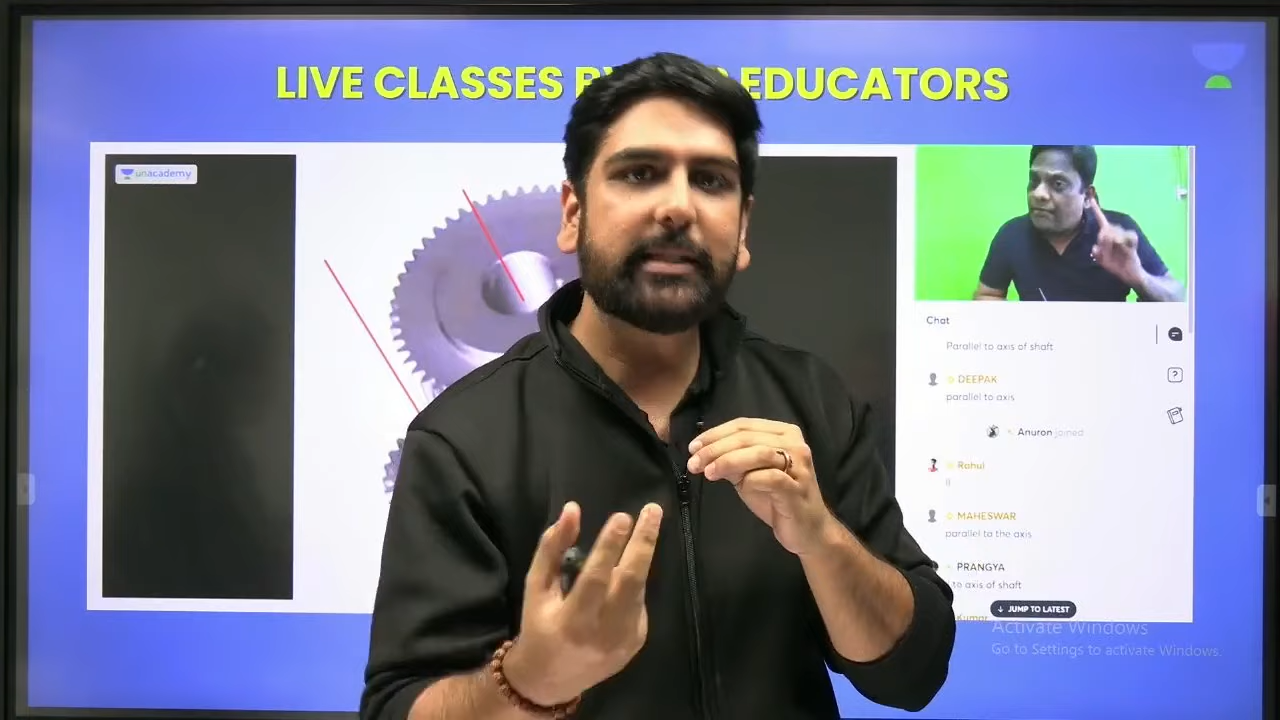 LIVE CLASSES EDUCATORS
unacademy
Chat
Parallel to axis of shaft
DEEPAK
parallel to axis
Anuron joined
Rahul
MAHESWAR
parallel to the axis
PRANGYA
to axis of shaft
Kumar
↓ JUMP TO LATEST
Activate Windows
Go to Settings to activate Windows.